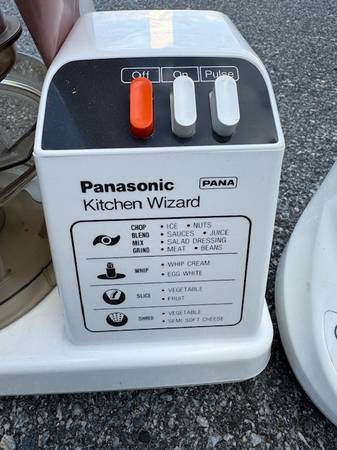 Off On Pulse
Panasonic PANA
Kitchen Wizard
CHOP • ICE • NUTS
BLEND • SAUCES • JUICE
MIX • SALAD DRESSING
GRIND • MEAT • BEANS
WHIP • WHIP CREAM
• EGG WHITE
SLICE • VEGETABLE
• FRUIT
SHRED • VEGETABLE
• SEMI-SOFT CHEESE